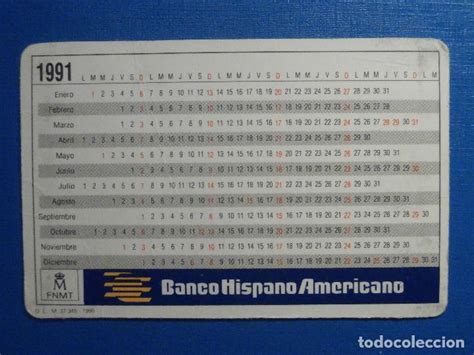 1991 L M M J V S D L M M J V S D L M M J V S D L M M J V S D L M M J V S D L M
Enero 1 2 3 4 5 6 7 8 9 10 11 12 13 14 15 16 17 18 19 20 21 22 23 24 25 26 27 28 29 30 31
Febrero 1 2 3 4 5 6 7 8 9 10 11 12 13 14 15 16 17 18 19 20 21 22 23 24 25 26 27 28
Marzo 1 2 3 4 5 6 7 8 9 10 11 12 13 14 15 16 17 18 19 20 21 22 23 24 25 26 27 28 29 30 31
Abril 1 2 3 4 5 6 7 8 9 10 11 12 13 14 15 16 17 18 19 20 21 22 23 24 25 26 27 28 29 30
Mayo 1 2 3 4 5 6 7 8 9 10 11 12 13 14 15 16 17 18 19 20 21 22 23 24 25 26 27 28 29 30 31
Junio 1 2 3 4 5 6 7 8 9 10 11 12 13 14 15 16 17 18 19 20 21 22 23 24 25 26 27 28 29 30
Julio 1 2 3 4 5 6 7 8 9 10 11 12 13 14 15 16 17 18 19 20 21 22 23 24 25 26 27 28 29 30 31
Agosto 1 2 3 4 5 6 7 8 9 10 11 12 13 14 15 16 17 18 19 20 21 22 23 24 25 26 27 28 29 30 31
Septiembre 1 2 3 4 5 6 7 8 9 10 11 12 13 14 15 16 17 18 19 20 21 22 23 24 25 26 27 28 29 30
Octubre 1 2 3 4 5 6 7 8 9 10 11 12 13 14 15 16 17 18 19 20 21 22 23 24 25 26 27 28 29 30 31
Noviembre 1 2 3 4 5 6 7 8 9 10 11 12 13 14 15 16 17 18 19 20 21 22 23 24 25 26 27 28 29 30
Diciembre 1 2 3 4 5 6 7 8 9 10 11 12 13 14 15 16 17 18 19 20 21 22 23 24 25 26 27 28 29 30 31
M
FNMT
Banco Hispano Americano
D. L. M. 1990
todocoleccion